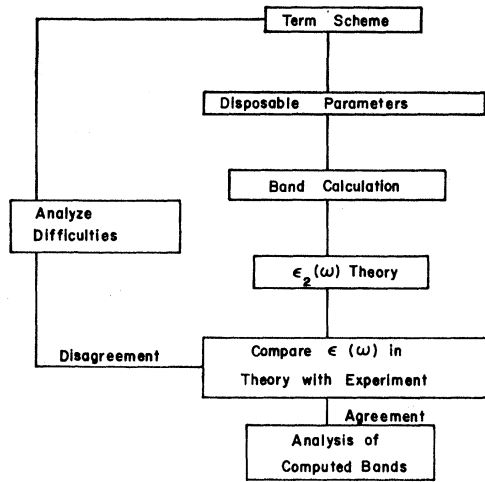 Term Scheme
Disposable Parameters
Band Calculation
Analyze
Difficulties
ϵ₂(ω) Theory
Disagreement
Compare ϵ (ω) in
Theory with Experiment
Agreement
Analysis of
Computed Bands